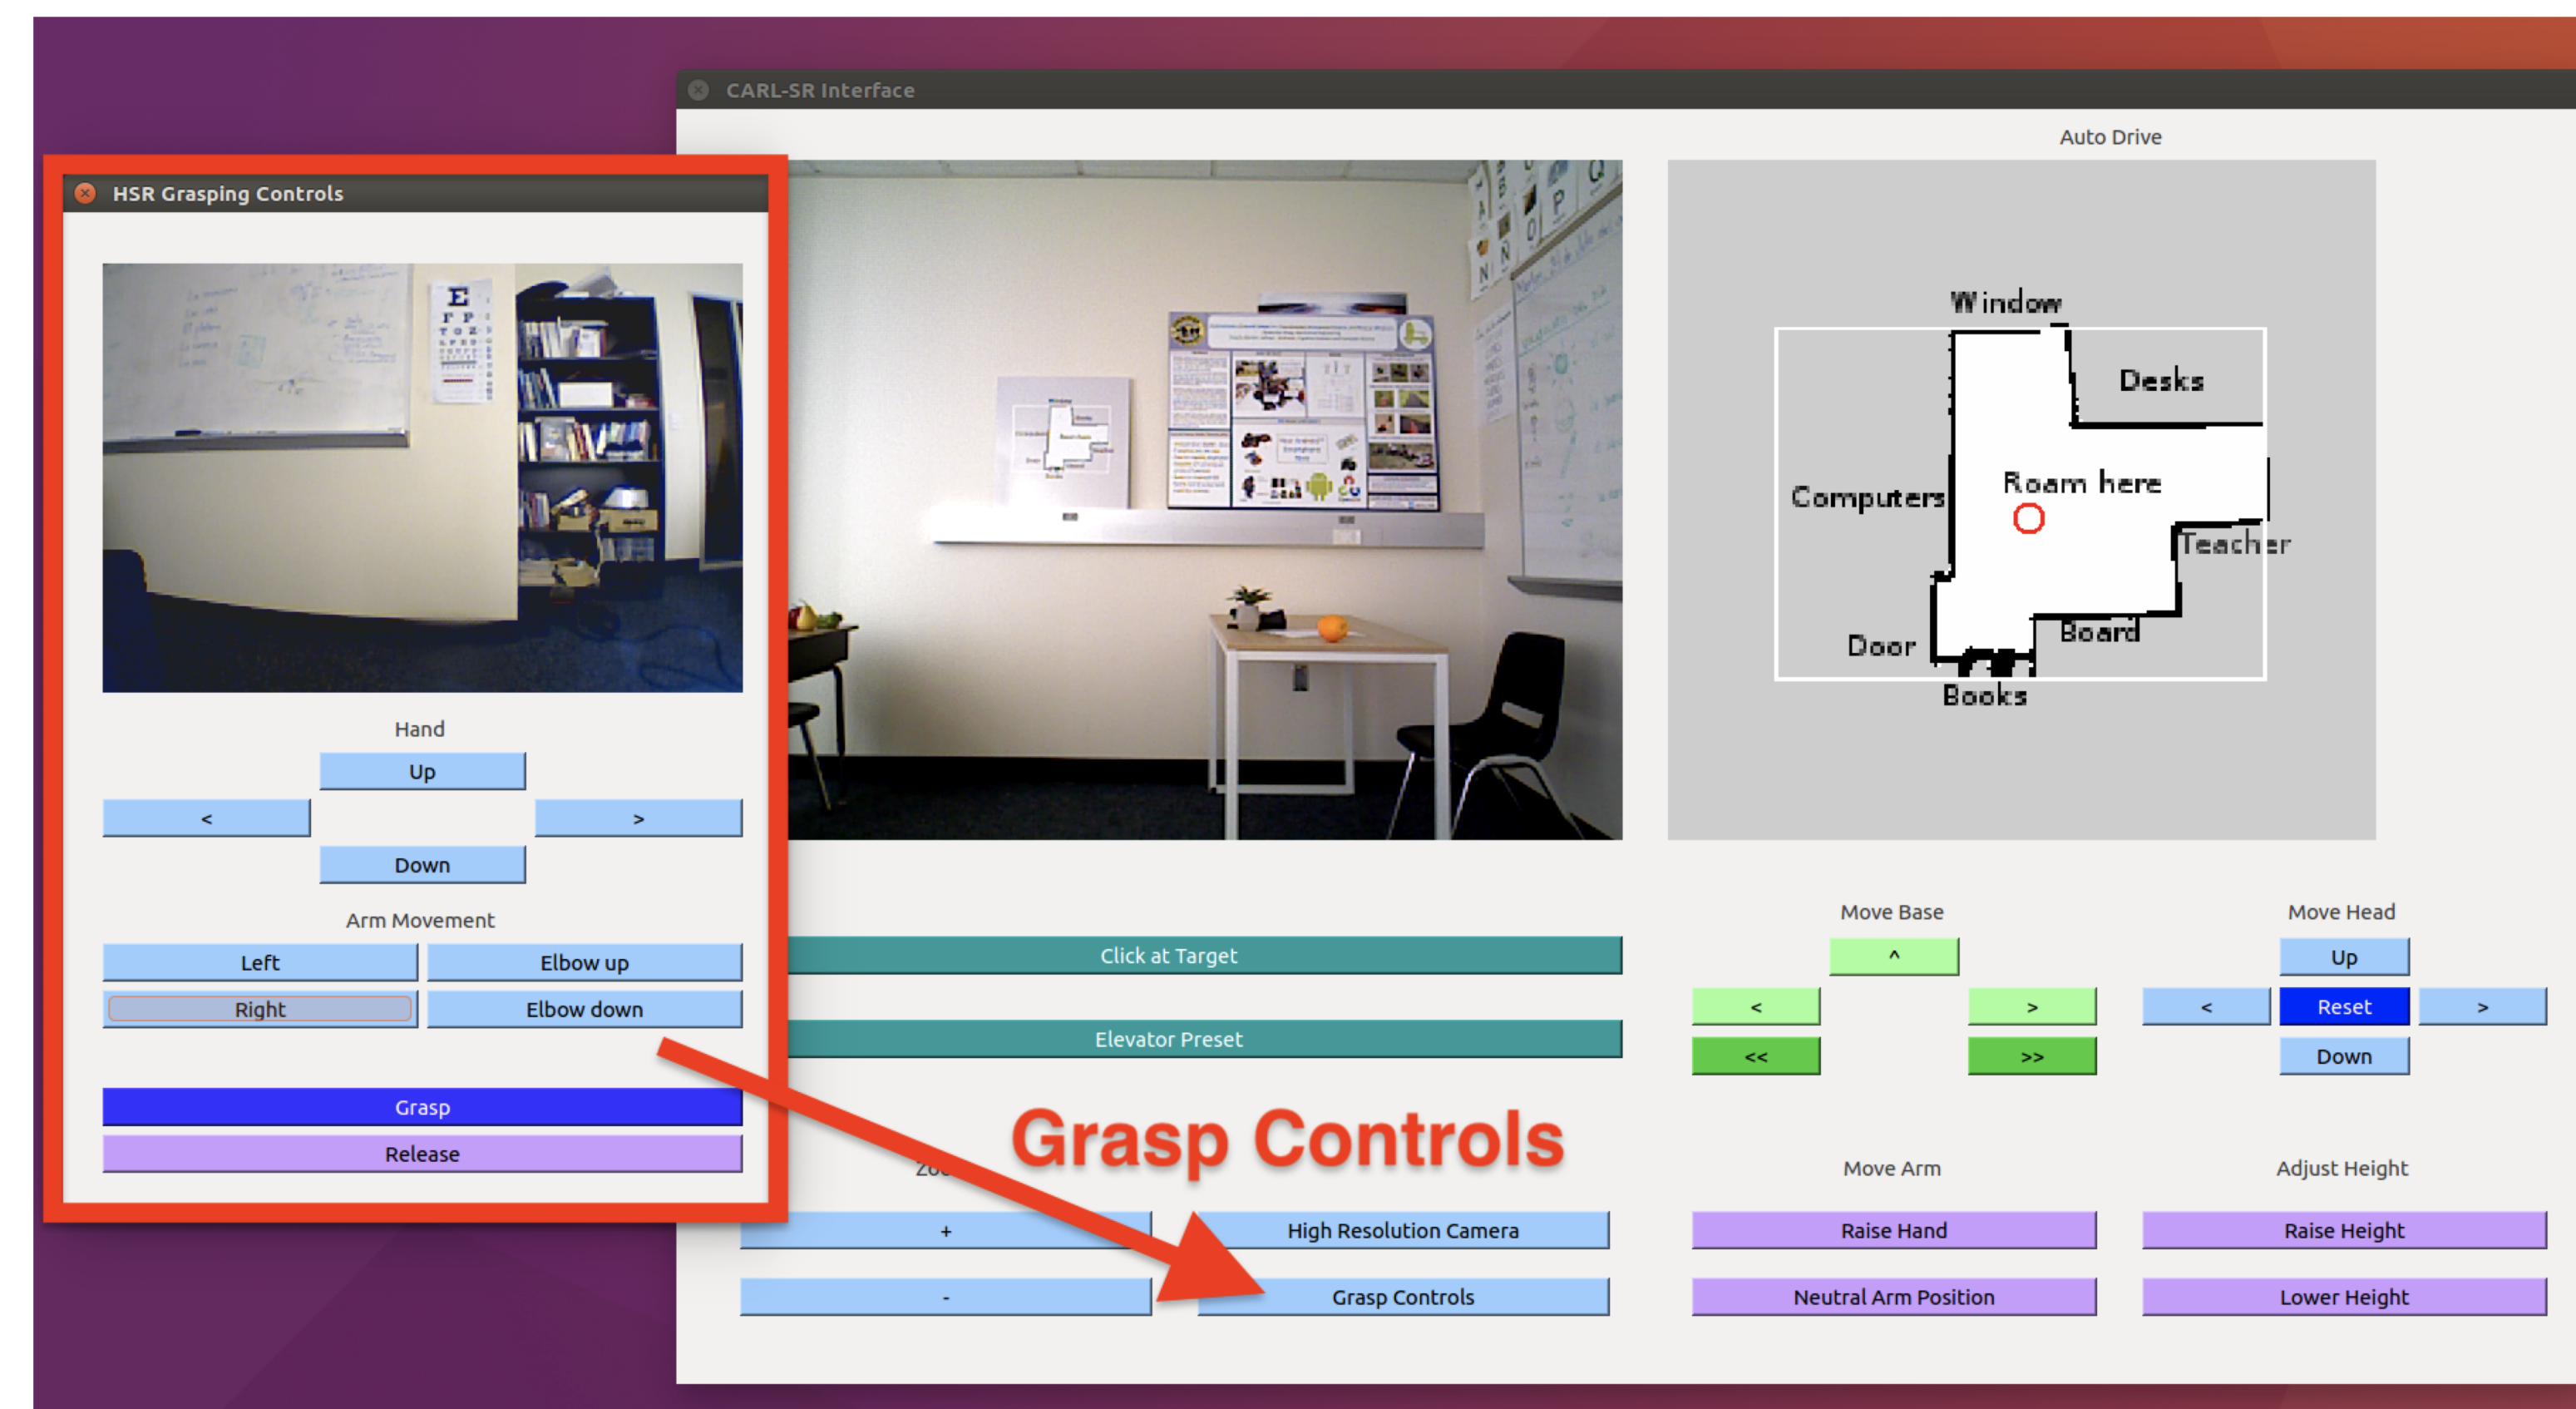 CARL-SR Interface
Auto Drive
HSR Grasping Controls
E
F P
T O Z
L P E D
A
B
O
P
Q
N
N
Window
Desks
Computers
Roam here
Teacher
Door
Board
Books
Hand
Up
<
>
Down
Arm Movement
Left
Elbow up
Right
Elbow down
Grasp
Release
Click at Target
Elevator Preset
Move Base
^
<
>
<<
>>
Move Head
Up
<
Reset
>
Down
Grasp Controls
+
High Resolution Camera
-
Grasp Controls
Move Arm
Raise Hand
Neutral Arm Position
Adjust Height
Raise Height
Lower Height